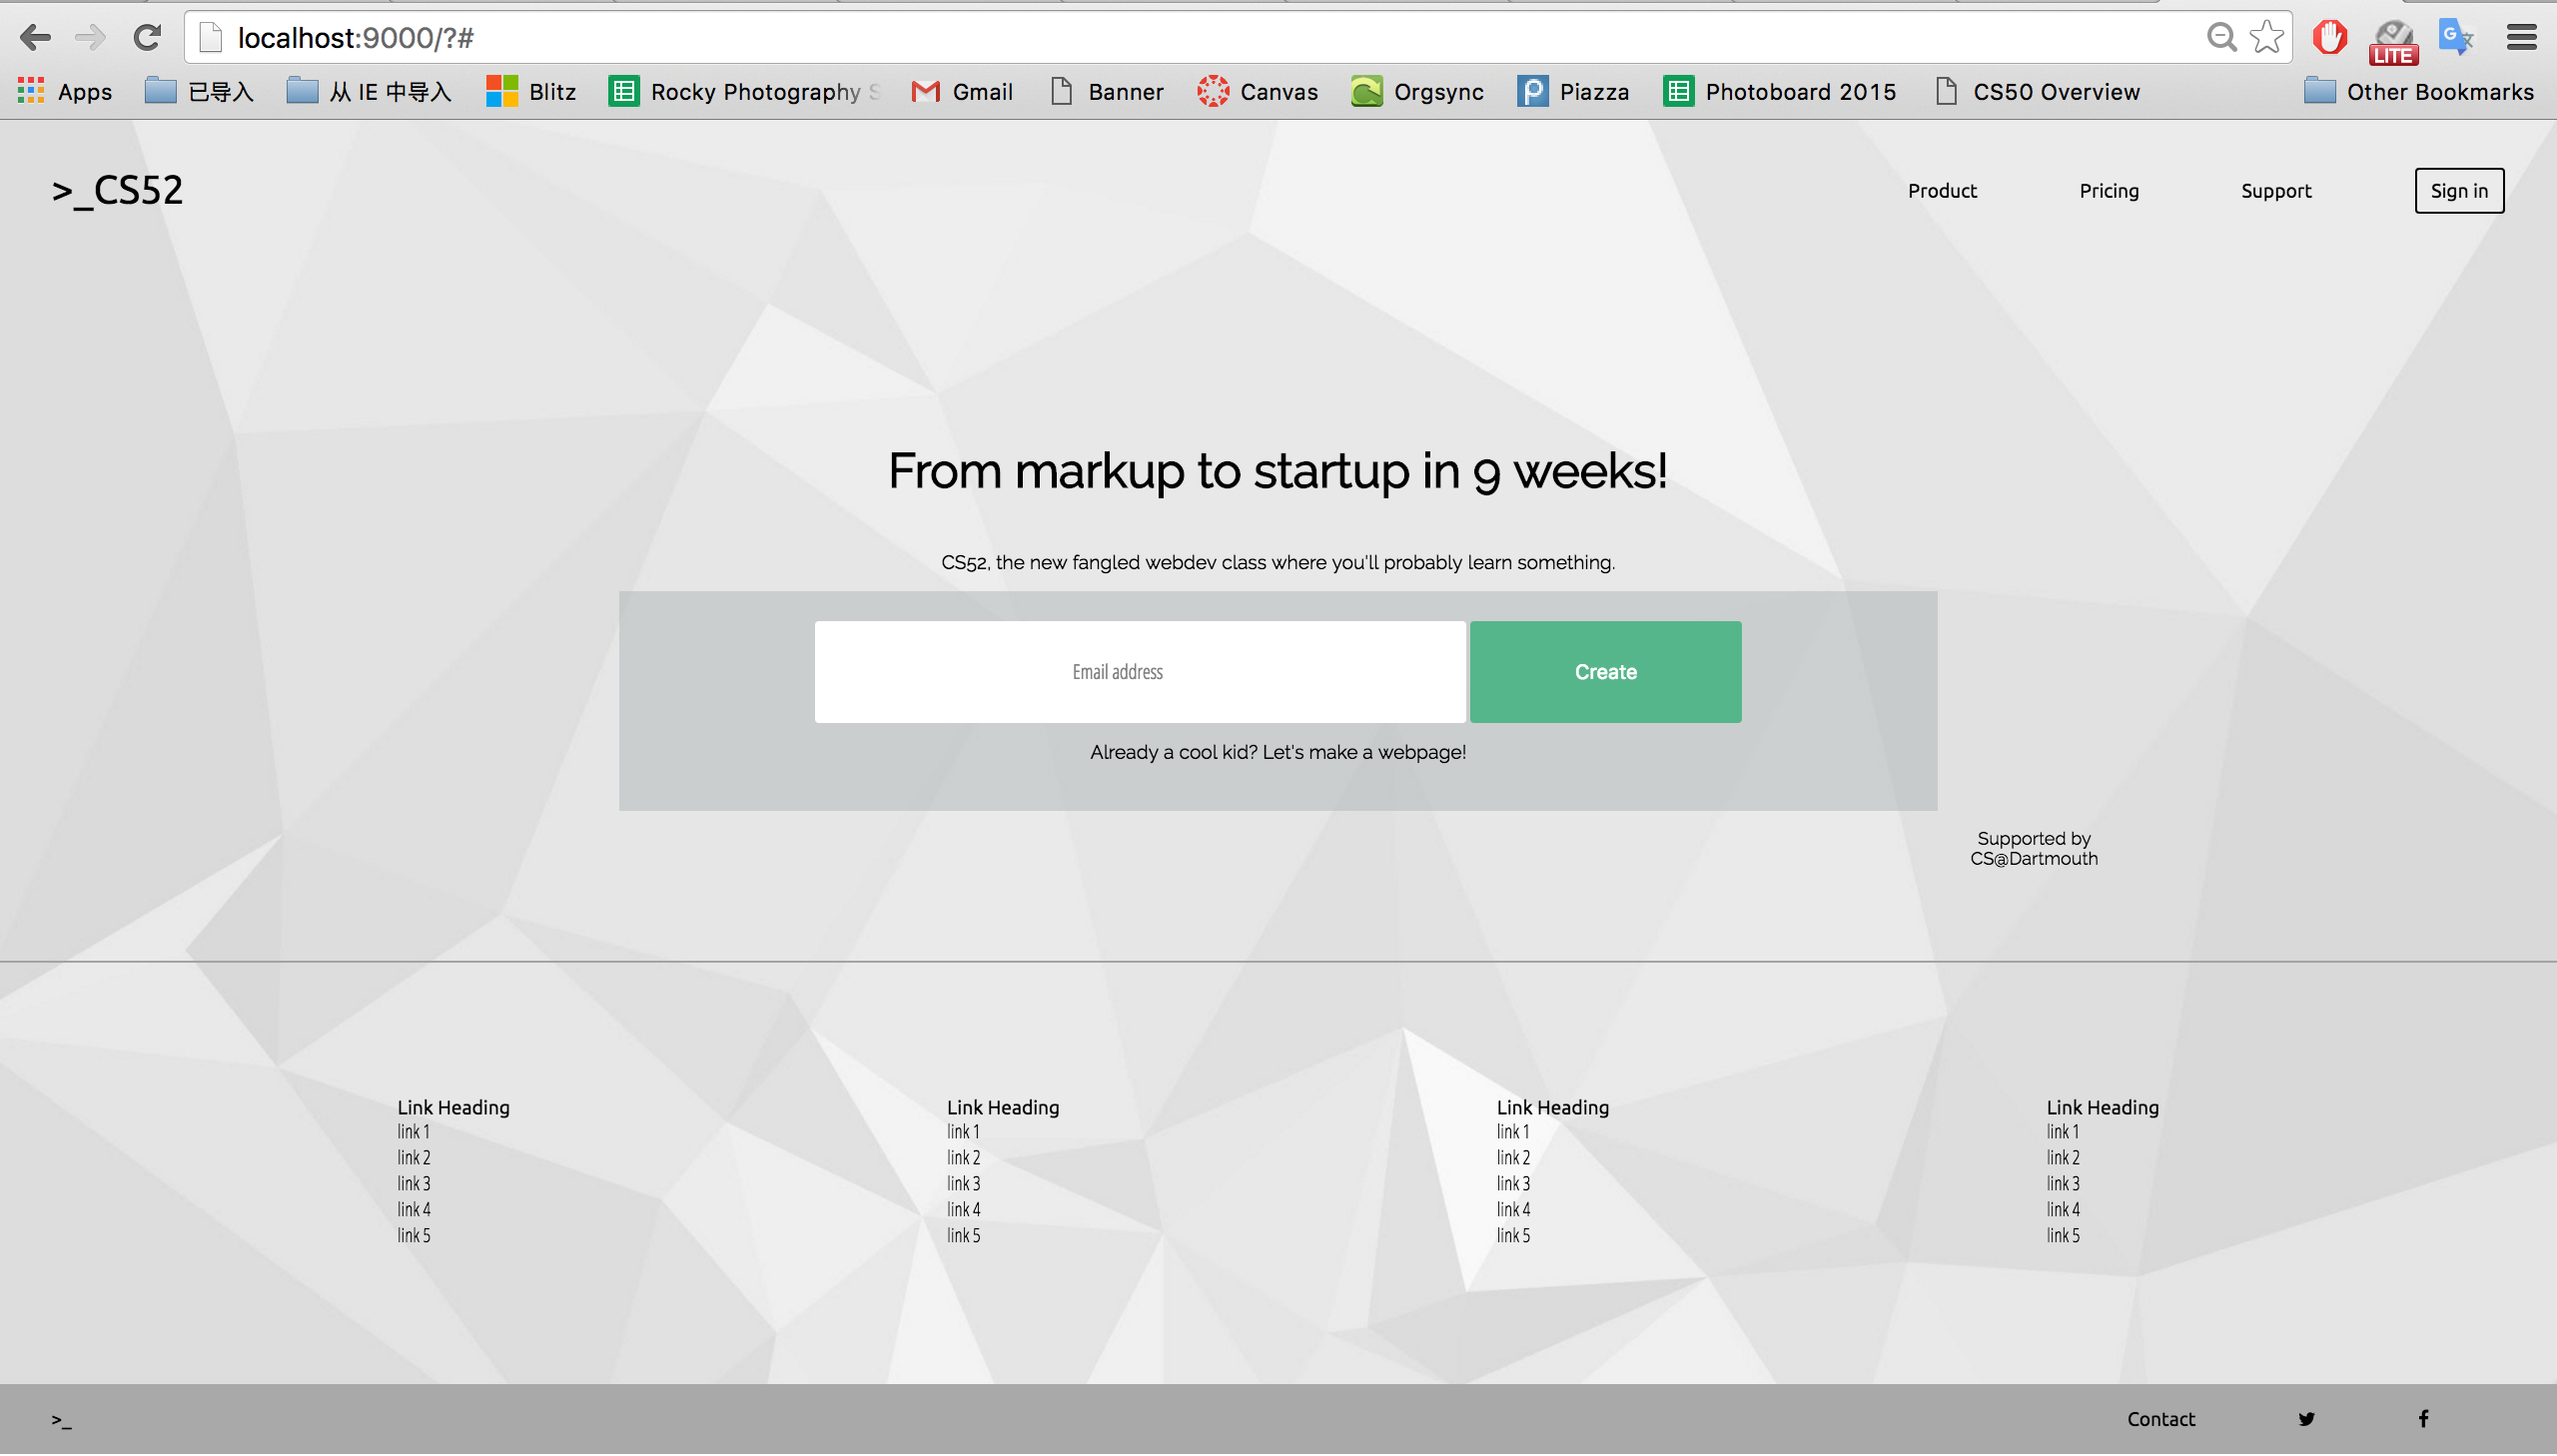 localhost:9000/?#
LITE
Apps 已导入 从 IE 中导入 Blitz Rocky Photography S Gmail Banner Canvas Orgsync Piazza Photoboard 2015 CS50 Overview Other Bookmarks
>_CS52 Product Pricing Support Sign in
From markup to startup in 9 weeks!
CS52, the new fangled webdev class where you'll probably learn something.
Email address Create
Already a cool kid? Let's make a webpage!
Supported by
CS@Dartmouth
Link Heading Link Heading Link Heading Link Heading
link 1 link 1 link 1 link 1
link 2 link 2 link 2 link 2
link 3 link 3 link 3 link 3
link 4 link 4 link 4 link 4
link 5 link 5 link 5 link 5
>_ Contact